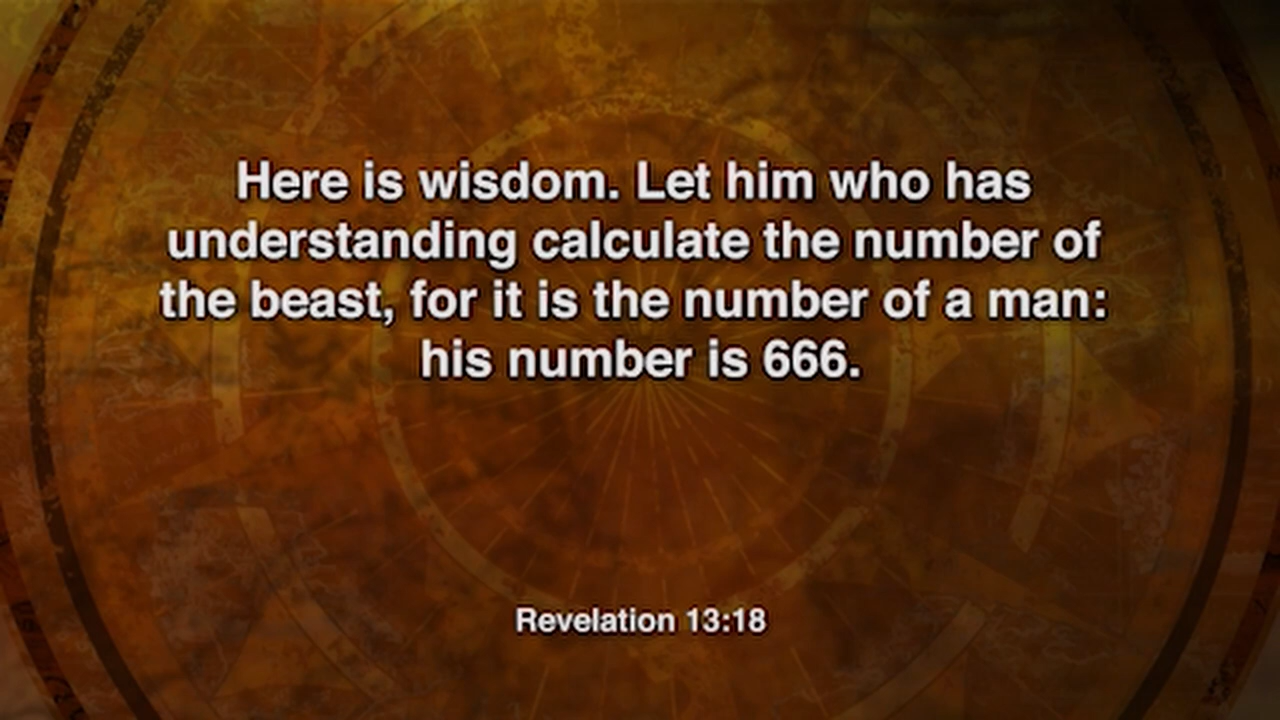 Here is wisdom. Let him who has
understanding calculate the number of
the beast, for it is the number of a man:
his number is 666.
Revelation 13:18